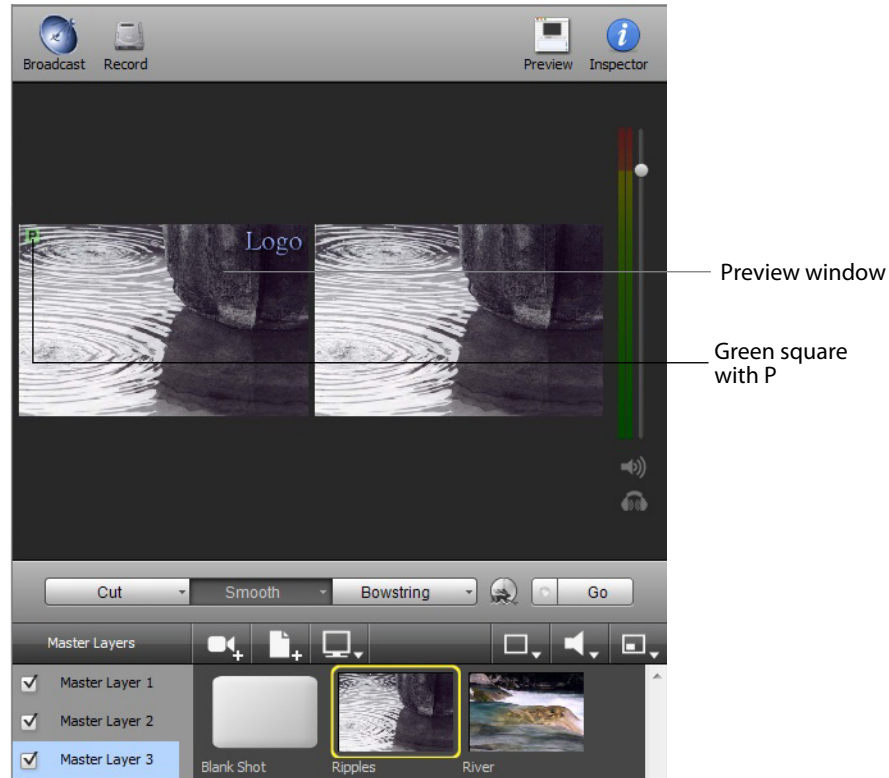 Broadcast Record Preview Inspector
P
Logo
Preview window
Green square
with P
Cut Smooth Bowstring Go
Master Layers
Master Layer 1
Master Layer 2
Master Layer 3
Blank Shot Ripples River